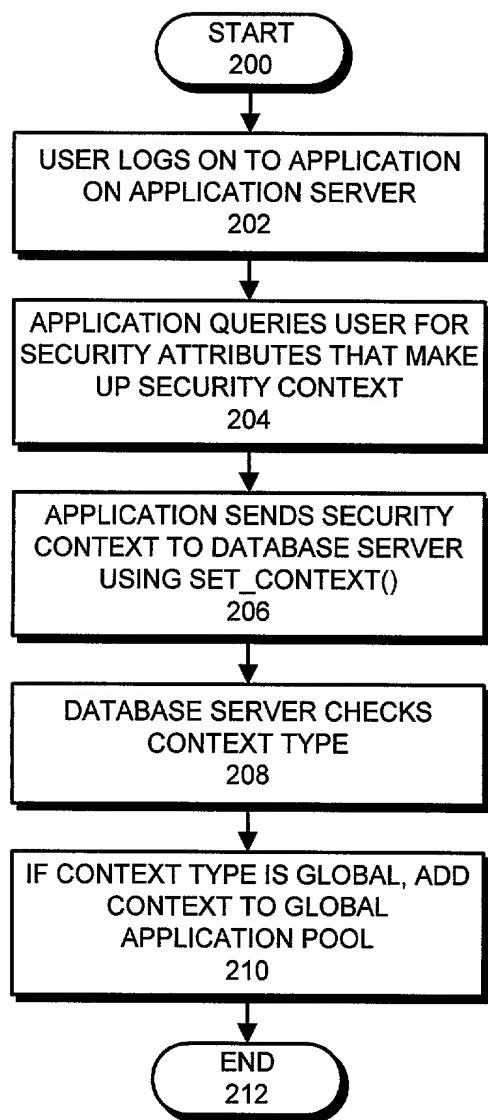 START
200
USER LOGS ON TO APPLICATION
ON APPLICATION SERVER
202
APPLICATION QUERIES USER FOR
SECURITY ATTRIBUTES THAT MAKE
UP SECURITY CONTEXT
204
APPLICATION SENDS SECURITY
CONTEXT TO DATABASE SERVER
USING SET_CONTEXT()
206
DATABASE SERVER CHECKS
CONTEXT TYPE
208
IF CONTEXT TYPE IS GLOBAL, ADD
CONTEXT TO GLOBAL
APPLICATION POOL
210
END
212